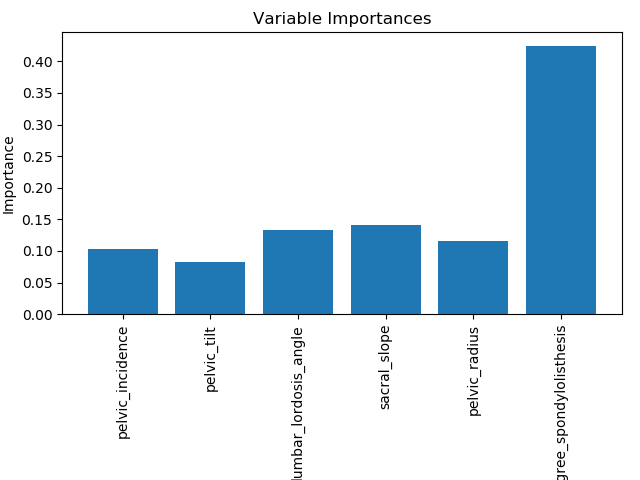 Variable Importances
Importance
0.40
0.35
0.30
0.25
0.20
0.15
0.10
0.05
0.00
pelvic_incidence
pelvic_tilt
lumbar_lordosis_angle
sacral_slope
pelvic_radius
gree_spondylolisthesis